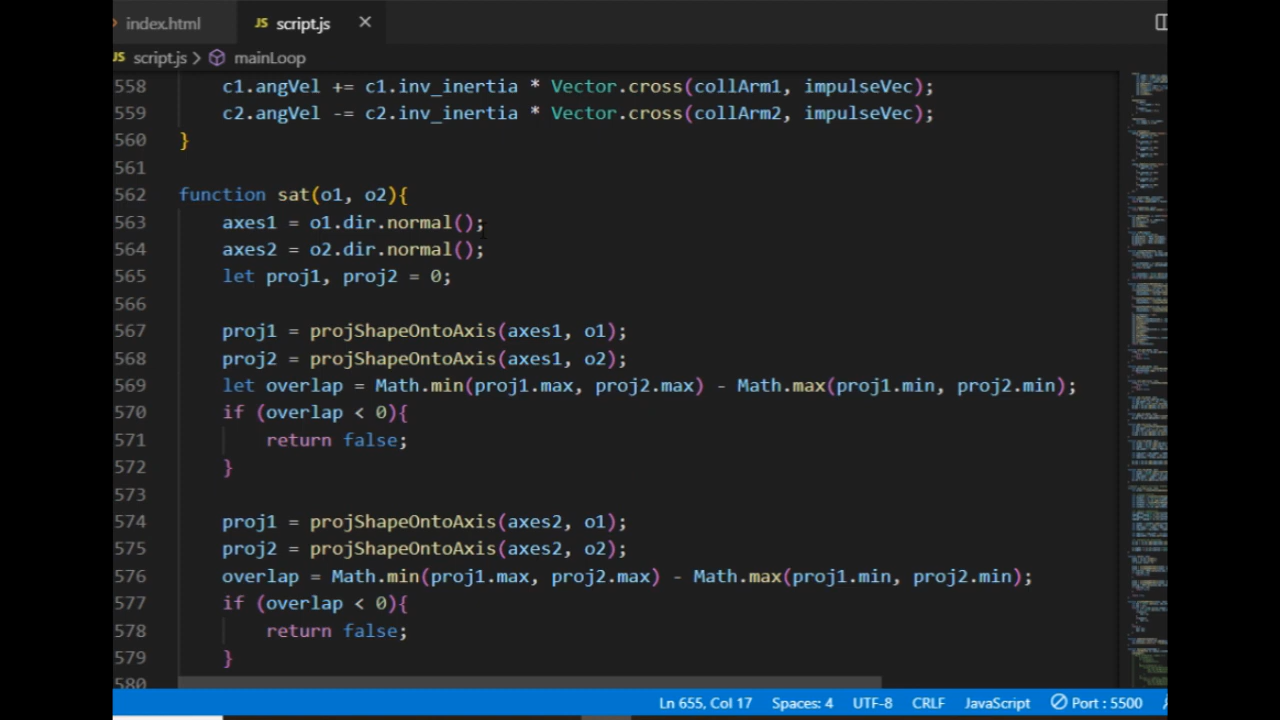 index.html
JS script.js ×
JS script.js > mainLoop
558 c1.angVel += c1.inv_inertia * Vector.cross(collArm1, impulseVec);
559 c2.angVel -= c2.inv_inertia * Vector.cross(collArm2, impulseVec);
560 }
561
562 function sat(o1, o2){
563 axes1 = o1.dir.normal();
564 axes2 = o2.dir.normal();
565 let proj1, proj2 = 0;
566
567 proj1 = projShapeOntoAxis(axes1, o1);
568 proj2 = projShapeOntoAxis(axes1, o2);
569 let overlap = Math.min(proj1.max, proj2.max) - Math.max(proj1.min, proj2.min);
570 if (overlap < 0){
571 return false;
572 }
573
574 proj1 = projShapeOntoAxis(axes2, o1);
575 proj2 = projShapeOntoAxis(axes2, o2);
576 overlap = Math.min(proj1.max, proj2.max) - Math.max(proj1.min, proj2.min);
577 if (overlap < 0){
578 return false;
579 }
580
Ln 655, Col 17 Spaces: 4 UTF-8 CRLF JavaScript Port : 5500